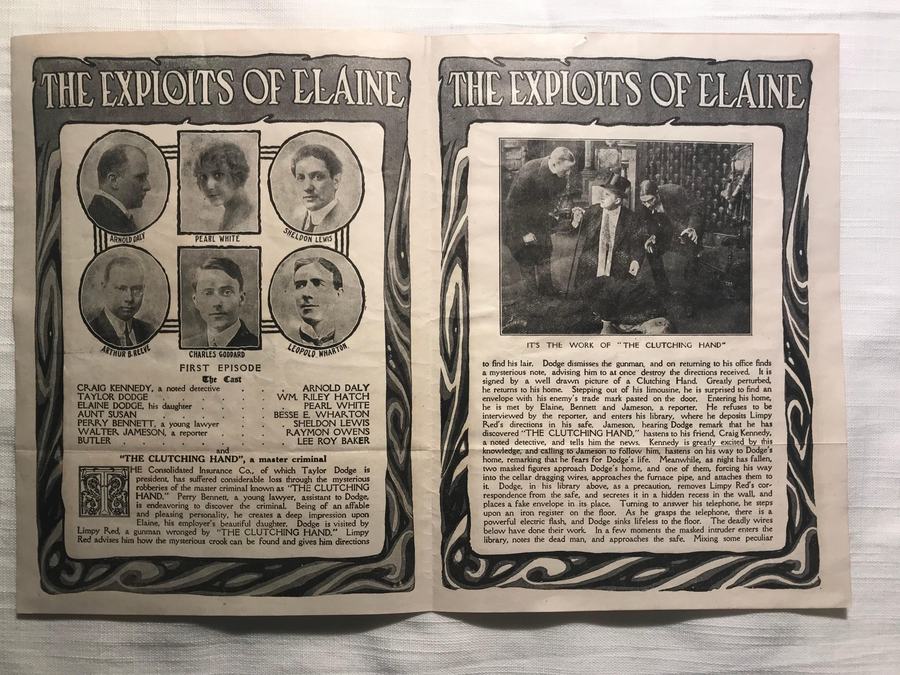 THE EXPLOITS OF ELAINE
ARNOLD DALY
PEARL WHITE
SHELDON LEWIS
ARTHUR B. REEVE
CHARLES GODDARD
LEOPOLD WHARTON
FIRST EPISODE
The Cast
CRAIG KENNEDY, a noted detective . . . ARNOLD DALY
TAYLOR DODGE . . . . WM. RILEY HATCH
ELAINE DODGE, his daughter . . . PEARL WHITE
AUNT SUSAN . . . . BESSE E. WHARTON
PERRY BENNETT, a young lawyer . . . SHELDON LEWIS
WALTER JAMESON, a reporter . . . RAYMON OWENS
BUTLER . . . . LEE ROY BAKER
and
"THE CLUTCHING HAND", a master criminal
THE Consolidated Insurance Co., of which Taylor Dodge is
president, has suffered considerable loss through the mysterious
robberies of the master criminal known as "THE CLUTCHING
HAND." Perry Bennett, a young lawyer, assistant to Dodge,
is endeavoring to discover the criminal. Being of an affable
and pleasing personality, he creates a deep impression upon
Elaine, his employer's beautiful daughter. Dodge is visited by
Limpy Red, a gunman wronged by "THE CLUTCHING HAND." Limpy
Red advises him how the mysterious crook can be found and gives him directions
THE EXPLOITS OF ELAINE
IT'S THE WORK OF "THE CLUTCHING HAND"
to find his lair. Dodge dismisses the gunman, and on returning to his office finds
a mysterious note, advising him to at once destroy the directions received. It is
signed by a well drawn picture of a Clutching Hand. Greatly perturbed,
he returns to his home. Stepping out of his limousine, he is surprised to find an
envelope with his enemy's trade mark pasted on the door. Entering his home,
he is met by Elaine, Bennett and Jameson, a reporter. He refuses to be
interviewed by the reporter, and enters his library, where he deposits Limpy
Red's directions in his safe. Jameson, hearing Dodge remark that he has
discovered "THE CLUTCHING HAND," hastens to his friend, Craig Kennedy,
a noted detective, and tells him the news. Kennedy is greatly excited by this
knowledge, and calling to Jameson to follow him, hastens on his way to Dodge's
home, remarking that he fears for Dodge's life. Meanwhile, as night has fallen,
two masked figures approach Dodge's home, and one of them, forcing his way
into the cellar dragging wires, approaches the furnace pipe, and attaches them to
it. Dodge, in his library above, as a precaution, removes Limpy Red's cor-
respondence from the safe, and secretes it in a hidden recess in the wall, and
places a fake envelope in its place. Turning to answer his telephone, he steps
upon an iron register on the floor. As he grasps the telephone, there is a
powerful electric flash, and Dodge sinks lifeless to the floor. The deadly wires
below have done their work. In a few moments the masked intruder enters the
library, notes the dead man, and approaches the safe. Mixing some peculiar